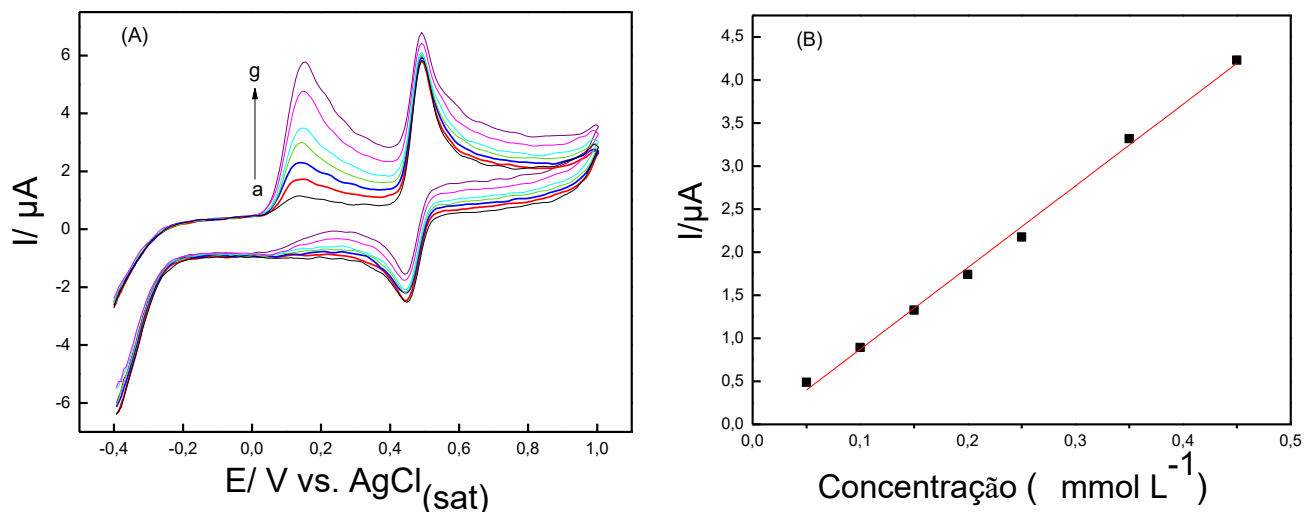 (A)
g
a
6
4
2
0
-2
-4
-6
I/ μA
-0,4 -0,2 0,0 0,2 0,4 0,6 0,8 1,0
E/ V vs. AgCl(sat)
(B)
4,5
4,0
3,5
3,0
2,5
2,0
1,5
1,0
0,5
0,0
I/μA
0,0 0,1 0,2 0,3 0,4 0,5
Concentração ( mmol L-1)